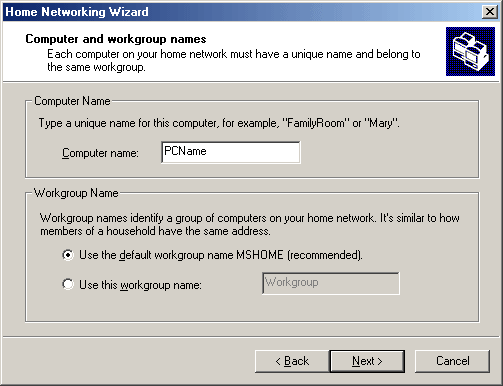 Home Networking Wizard
Computer and workgroup names
Each computer on your home network must have a unique name and belong to
the same workgroup.
Computer Name
Type a unique name for this computer, for example, "FamilyRoom" or "Mary".
Computer name: PCName
Workgroup Name
Workgroup names identify a group of computers on your home network. It's similar to how
members of a household have the same address.
Use the default workgroup name MSHOME (recommended).
Use this workgroup name: Workgroup
< Back Next > Cancel